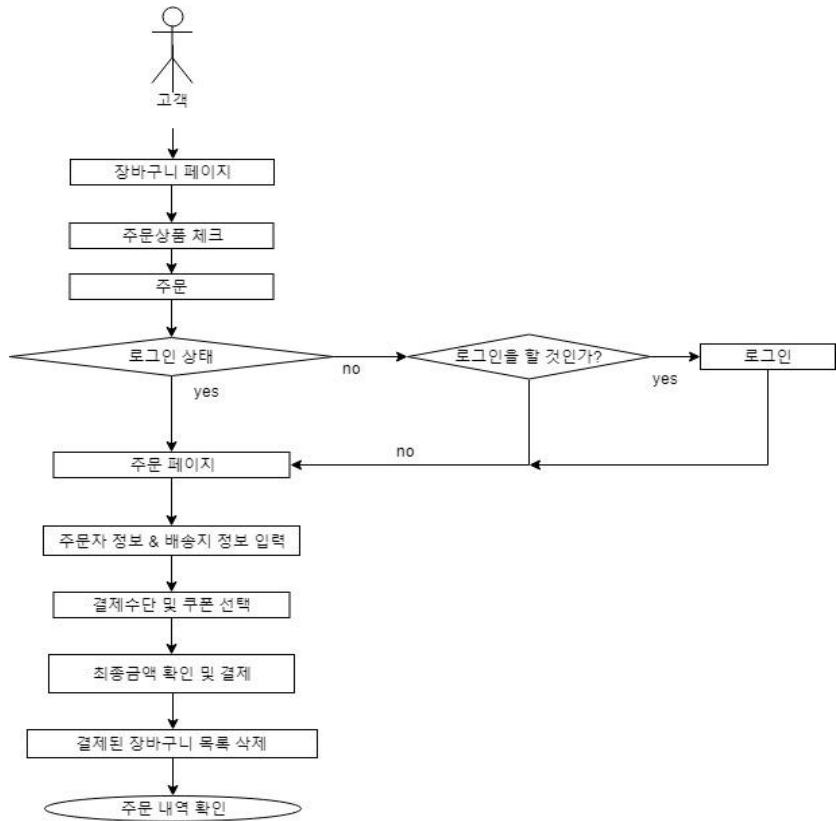 고객
장바구니 페이지
주문상품 체크
주문
로그인 상태
no
로그인을 할 것인가?
yes
로그인
yes
no
주문 페이지
주문자 정보 & 배송지 정보 입력
결제수단 및 쿠폰 선택
최종금액 확인 및 결제
결제된 장바구니 목록 삭제
주문 내역 확인